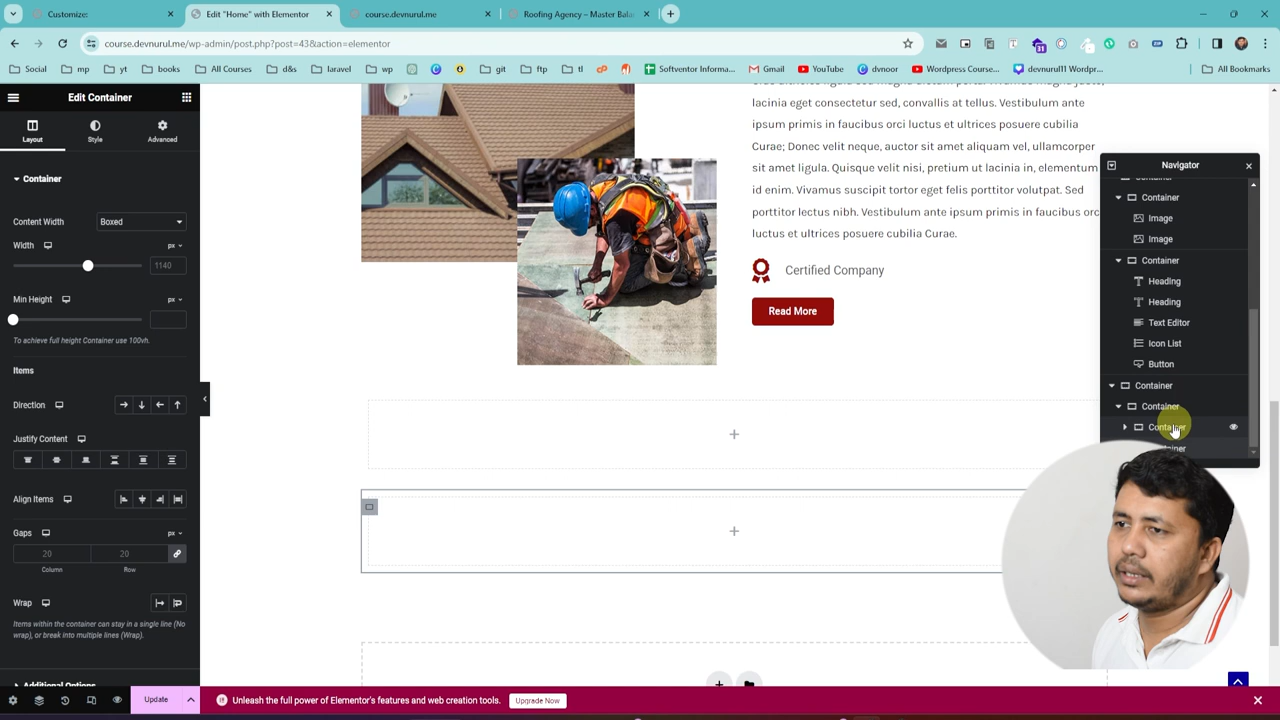 Customize:
Edit "Home" with Elementor
course.devnurul.me
Roofing Agency – Master Bal
course.devnurul.me/wp-admin/post.php?post=43&action=elementor
Social
mp
yt
books
All Courses
d&s
laravel
wp
git
ftp
tl
Softventor Informa...
Gmail
YouTube
dvnoor
Wordpress Course...
devnurul11 Wordpr...
All Bookmarks
31
Edit Container
Layout
Style
Advanced
Container
Content Width
Boxed
Width
px
1140
Min Height
px
To achieve full height Container use 100vh.
Items
Direction
Justify Content
Align Items
Gaps
px
20
20
Column
Row
Wrap
Items within the container can stay in a single line (No
wrap), or break into multiple lines (Wrap).
Additional Options
Update
lacinia eget consectetur sed, convallis at tellus. Vestibulum ante
ipsum primis in faucibus orci luctus et ultrices posuere cubilia
Curae; Donec velit neque, auctor sit amet aliquam vel, ullamcorper
sit amet ligula. Quisque velit nisi, pretium ut lacinia in, elementum
id enim. Vivamus suscipit tortor eget felis porttitor volutpat. Sed
porttitor lectus nibh. Vestibulum ante ipsum primis in faucibus orc
luctus et ultrices posuere cubilia Curae.
Certified Company
Read More
Navigator
Container
Container
Image
Image
Container
Heading
Heading
Text Editor
Icon List
Button
Container
Container
Container
Unleash the full power of Elementor's features and web creation tools.
Upgrade Now